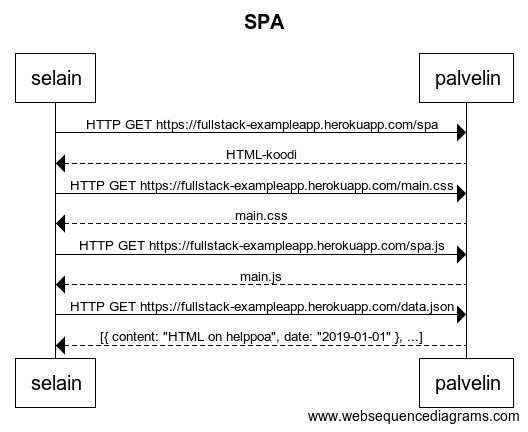 SPA
selain palvelin
HTTP GET https://fullstack-exampleapp.herokuapp.com/spa
HTML-koodi
HTTP GET https://fullstack-exampleapp.herokuapp.com/main.css
main.css
HTTP GET https://fullstack-exampleapp.herokuapp.com/spa.js
main.js
HTTP GET https://fullstack-exampleapp.herokuapp.com/data.json
[{ content: "HTML on helppoa", date: "2019-01-01" }, ...]
selain palvelin
www.websequencediagrams.com